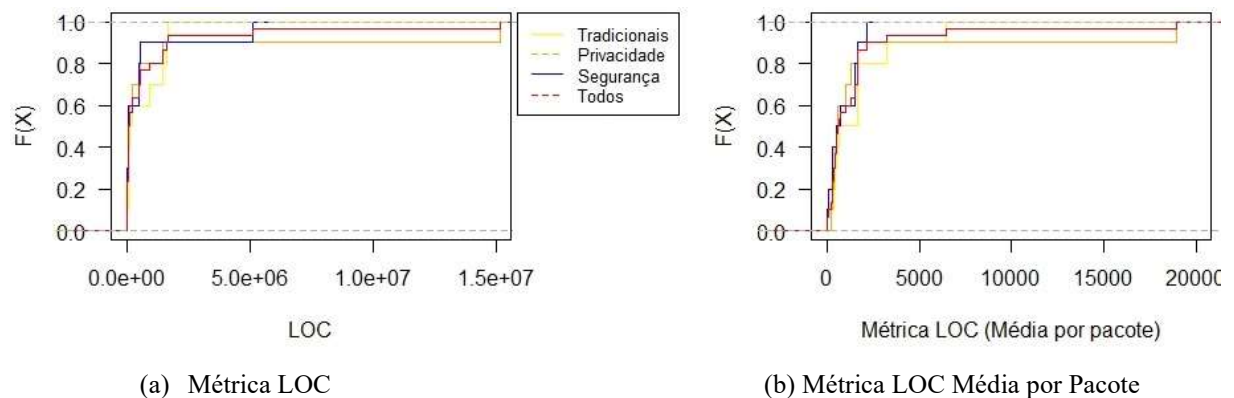 1.0
0.8
0.6
0.4
0.2
0.0
F(X)
0.0e+00 5.0e+06 1.0e+07 1.5e+07
LOC
Tradicionais
Privacidade
Segurança
Todos
1.0
0.8
0.6
0.4
0.2
0.0
F(X)
0 5000 10000 15000 20000
Métrica LOC (Média por pacote)
(a) Métrica LOC
(b) Métrica LOC Média por Pacote